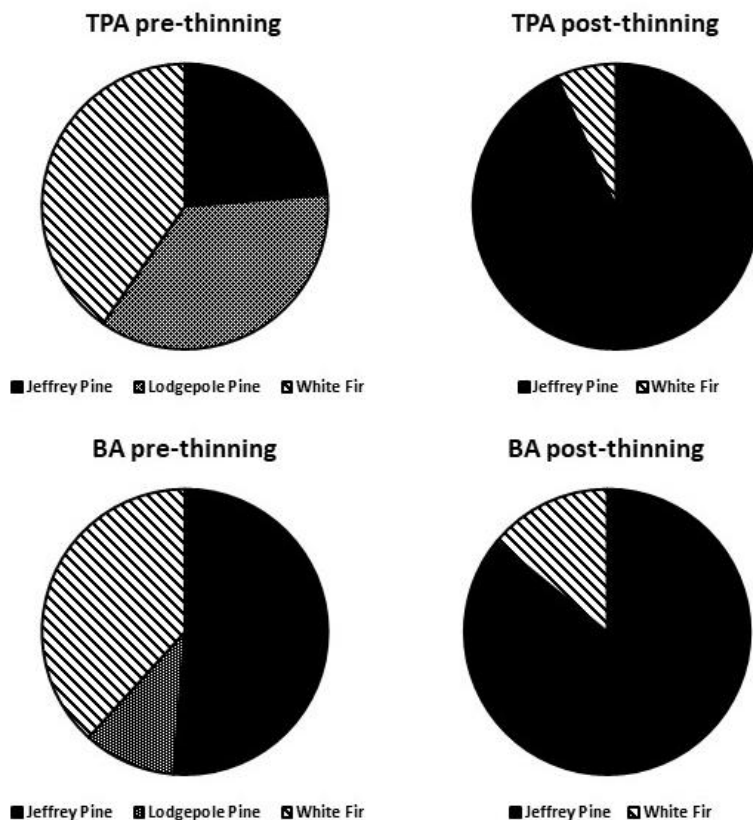 TPA pre-thinning
TPA post-thinning
Jeffrey Pine Lodgepole Pine White Fir
Jeffrey Pine White Fir
BA pre-thinning
BA post-thinning
Jeffrey Pine Lodgepole Pine White Fir
Jeffrey Pine White Fir